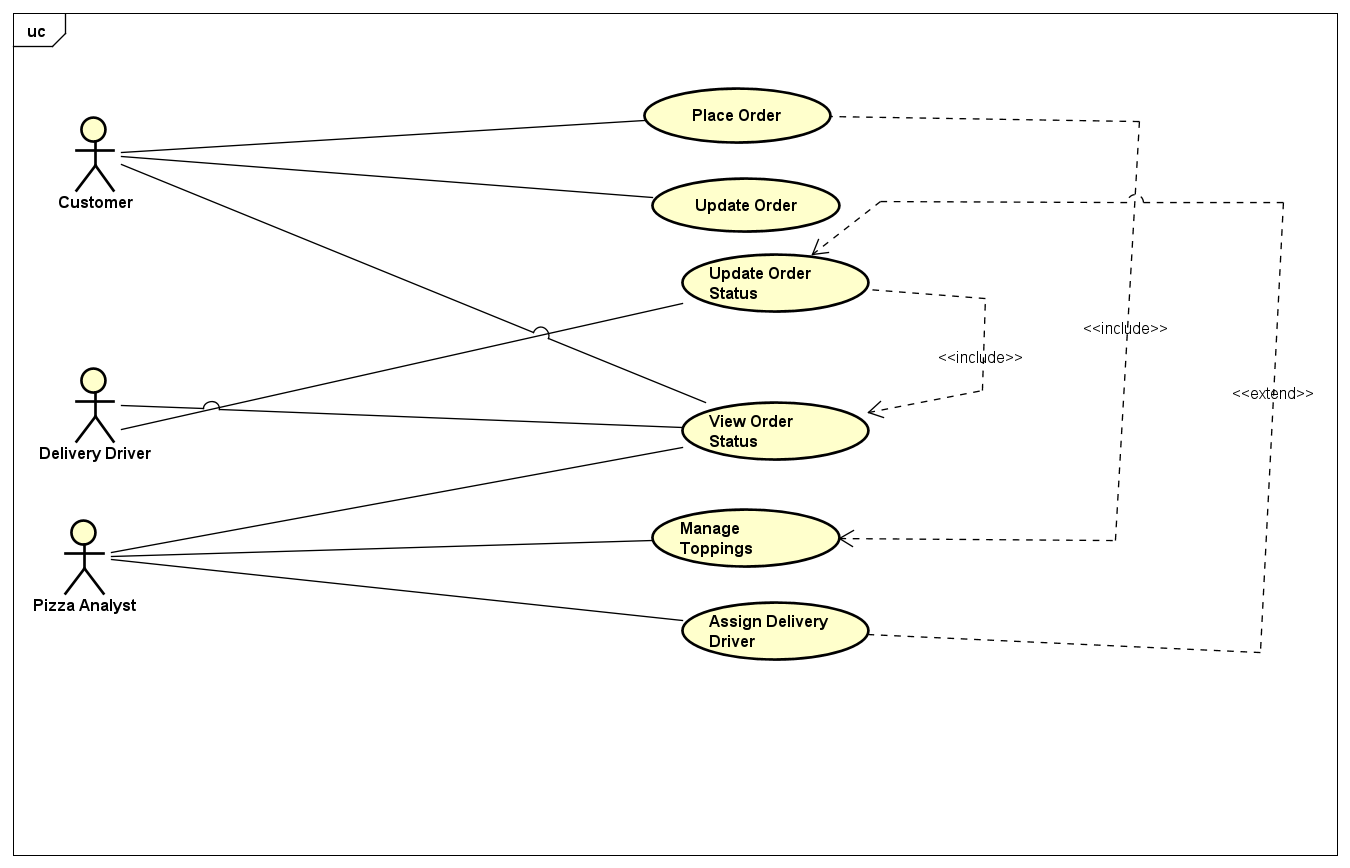 uc
Place Order
Customer
Update Order
Update Order
Status
<<include>>
<<include>>
Delivery Driver
<<extend>>
View Order
Status
Manage
Toppings
Pizza Analyst
Assign Delivery
Driver